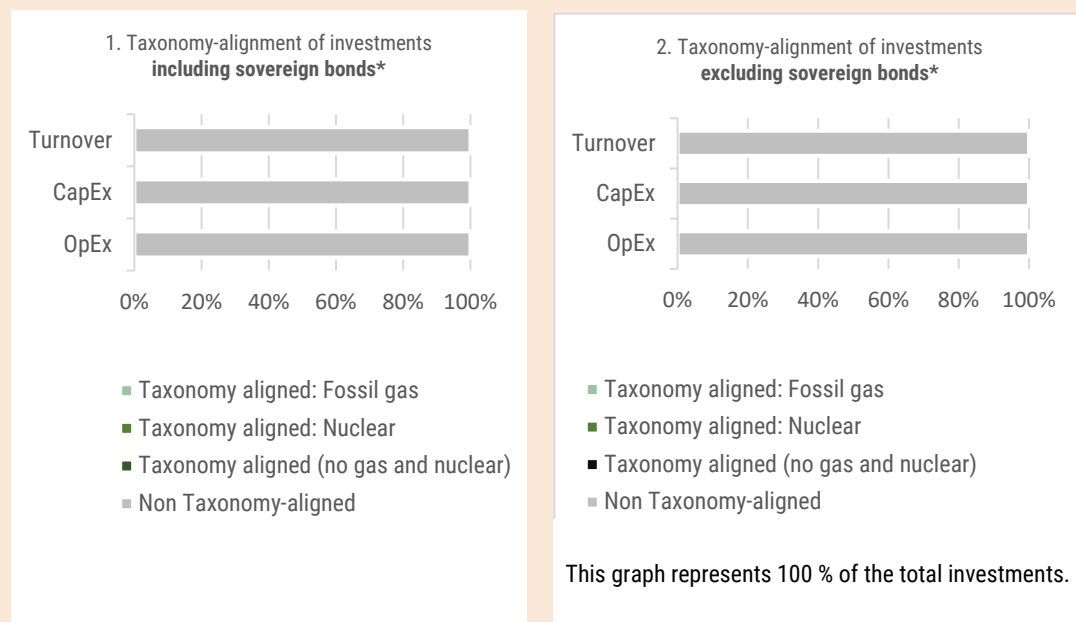 1. Taxonomy-alignment of investments
including sovereign bonds*
Turnover
CapEx
OpEx
0% 20% 40% 60% 80% 100%
Taxonomy aligned: Fossil gas
Taxonomy aligned: Nuclear
Taxonomy aligned (no gas and nuclear)
Non Taxonomy-aligned
2. Taxonomy-alignment of investments
excluding sovereign bonds*
Turnover
CapEx
OpEx
0% 20% 40% 60% 80% 100%
Taxonomy aligned: Fossil gas
Taxonomy aligned: Nuclear
Taxonomy aligned (no gas and nuclear)
Non Taxonomy-aligned
This graph represents 100 % of the total investments.